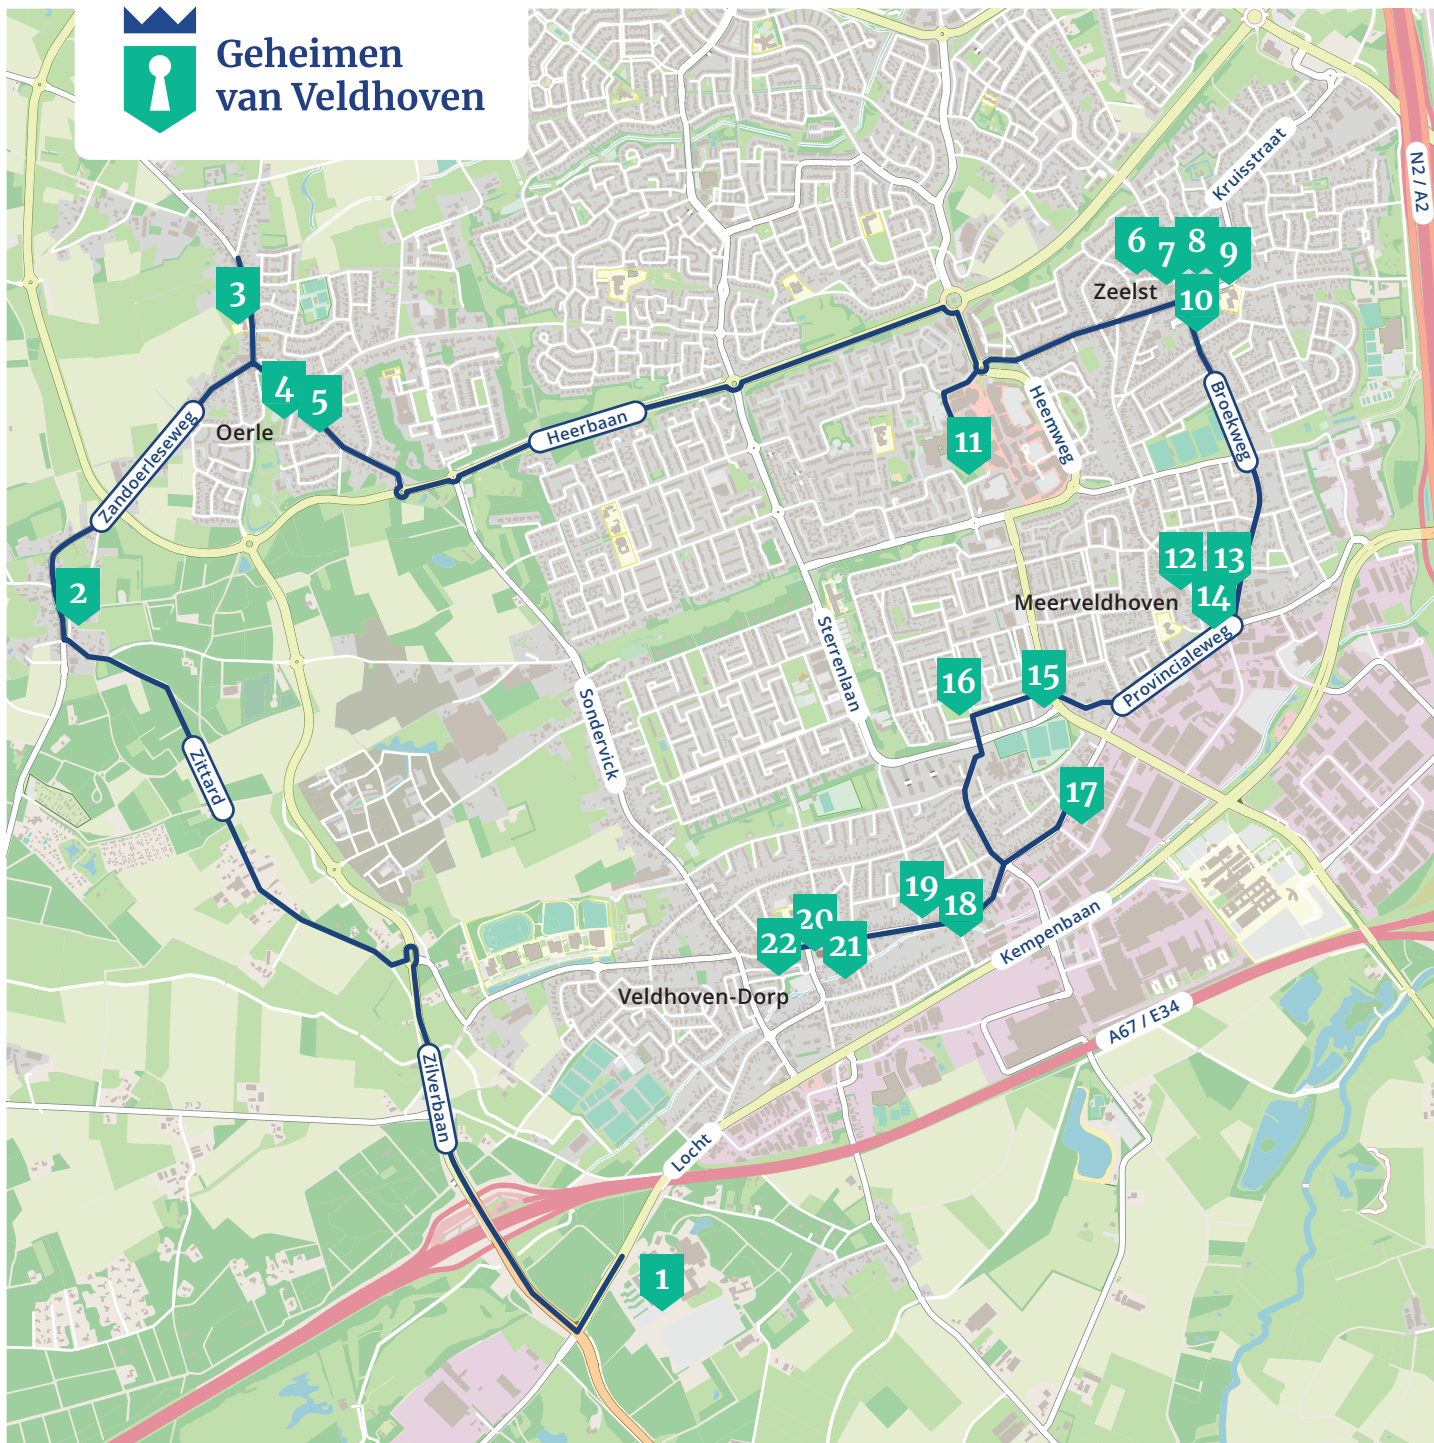 Geheimen
van Veldhoven
Kruisstraat
N2 / A2
6
7
8
9
10
Zeelst
3
4
5
Oerle
Zandoerleseweg
Heerbaan
Heemweg
Broekweg
11
2
12
13
14
Meerveldhoven
Provincialeweg
Sterrenlaan
15
16
Sondervick
Zittard
17
19
18
20
22
21
Kempenbaan
Veldhoven-Dorp
A67 / E34
Zilverbaan
Locht
1